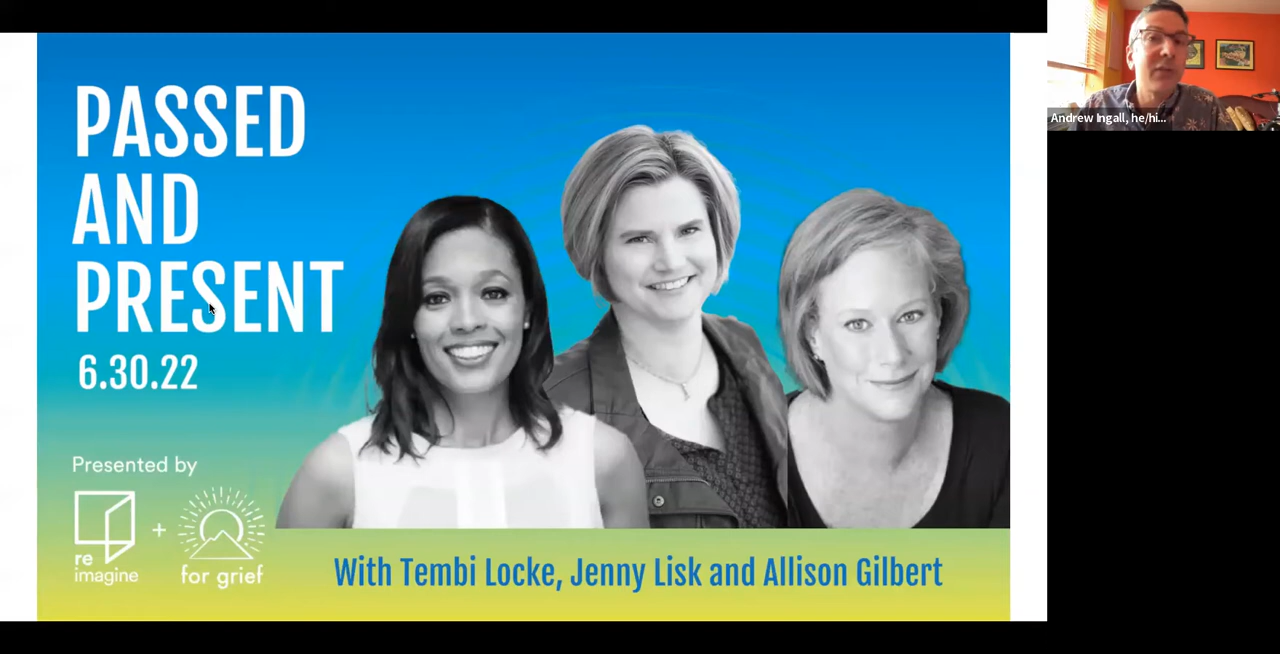 PASSED
AND
PRESENT
6.30.22
Presented by
re
imagine
+
for grief
With Tembi Locke, Jenny Lisk and Allison Gilbert
Andrew Ingall, he/hi...